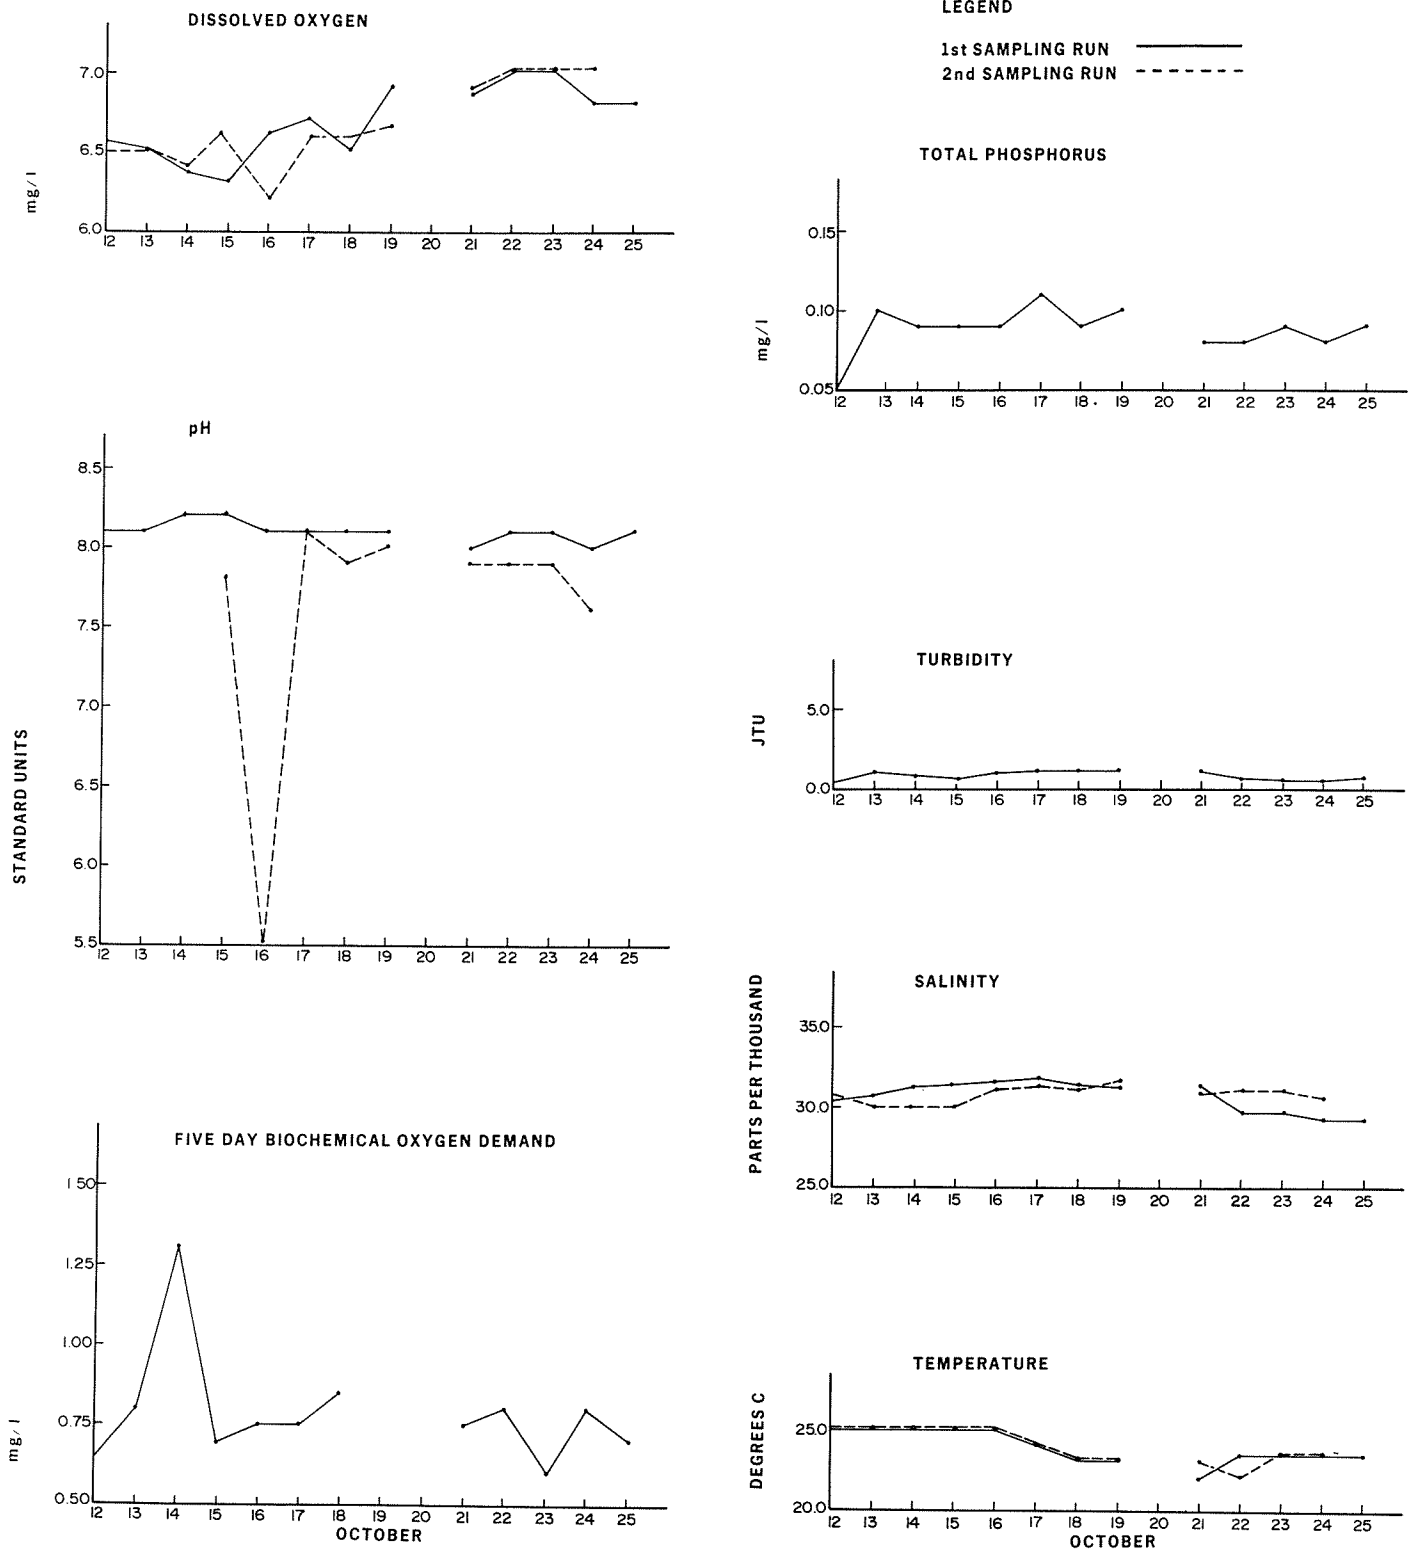 DISSOLVED OXYGEN
7.0
6.5
6.0
mg/l
12 13 14 15 16 17 18 19 20 21 22 23 24 25
pH
8.5
8.0
7.5
7.0
6.5
6.0
5.5
STANDARD UNITS
12 13 14 15 16 17 18 19 20 21 22 23 24 25
FIVE DAY BIOCHEMICAL OXYGEN DEMAND
1.50
1.25
1.00
0.75
0.50
mg/l
12 13 14 15 16 17 18 19 20 21 22 23 24 25
OCTOBER
LEGEND
1st SAMPLING RUN
2nd SAMPLING RUN
TOTAL PHOSPHORUS
0.15
0.10
0.05
mg/l
12 13 14 15 16 17 18 19 20 21 22 23 24 25
TURBIDITY
5.0
0.0
JTU
12 13 14 15 16 17 18 19 20 21 22 23 24 25
SALINITY
35.0
30.0
25.0
PARTS PER THOUSAND
12 13 14 15 16 17 18 19 20 21 22 23 24 25
TEMPERATURE
25.0
20.0
DEGREES C
12 13 14 15 16 17 18 19 20 21 22 23 24 25
OCTOBER